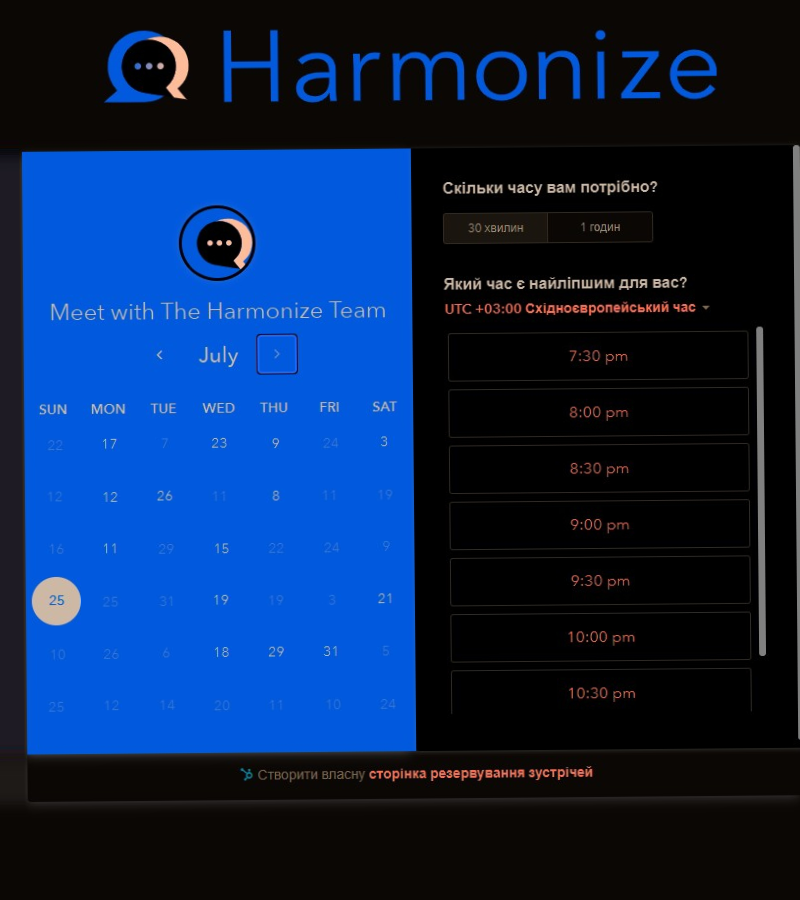 Harmonize
Meet with The Harmonize Team
July
SUN MON TUE WED THU FRI SAT
22 17 7 23 9 24 3
12 12 26 11 8 11 19
16 11 29 15 22 24 9
25 25 31 19 19 3 21
10 26 6 18 29 31 5
25 12 14 20 11 10 24
Скільки часу вам потрібно?
30 хвилин 1 годин
Який час є найліпшим для вас?
UTC +03:00 Східноєвропейський час
7:30 pm
8:00 pm
8:30 pm
9:00 pm
9:30 pm
10:00 pm
10:30 pm
Створити власну сторінка резервування зустрічей